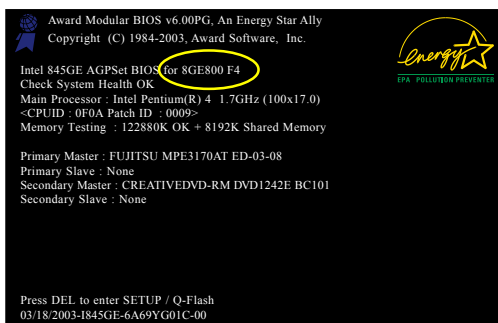 Award Modular BIOS v6.00PG, An Energy Star Ally
Copyright (C) 1984-2003, Award Software, Inc.
energy
EPA POLLUTION PREVENTER
Intel 845GE AGPSet BIOS for 8GE800 F4
Check System Health OK
Main Processor : Intel Pentium(R) 4 1.7GHz (100x17.0)
<CPUID : 0F0A Patch ID : 0009>
Memory Testing : 122880K OK + 8192K Shared Memory
Primary Master : FUJITSU MPE3170AT ED-03-08
Primary Slave : None
Secondary Master : CREATIVEDVD-RM DVD1242E BC101
Secondary Slave : None
Press DEL to enter SETUP / Q-Flash
03/18/2003-I845GE-6A69YG01C-00